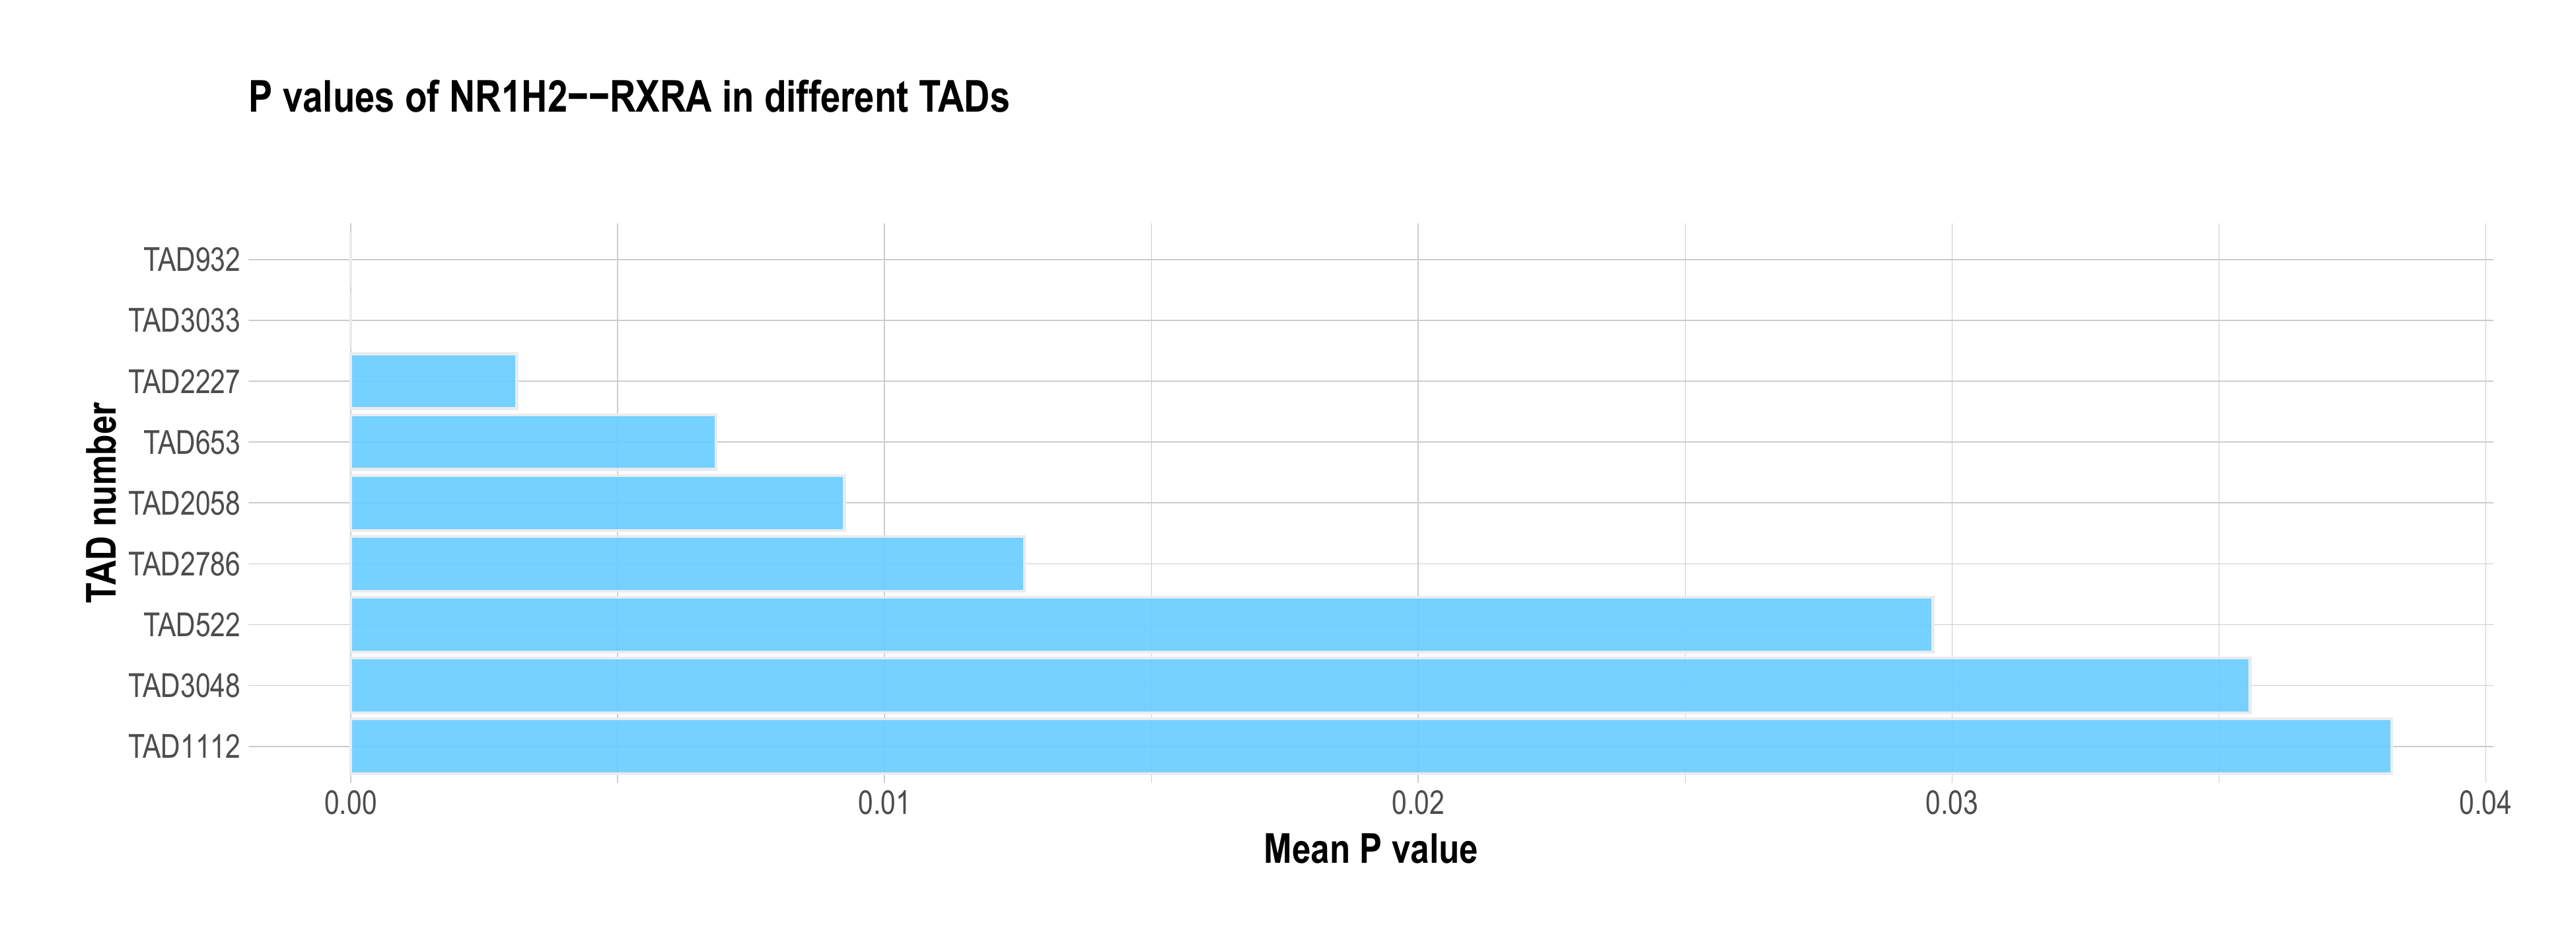 P values of NR1H2−−RXRA in different TADs
TAD number
TAD932
TAD3033
TAD2227
TAD653
TAD2058
TAD2786
TAD522
TAD3048
TAD1112
0.00 0.01 0.02 0.03 0.04
Mean P value